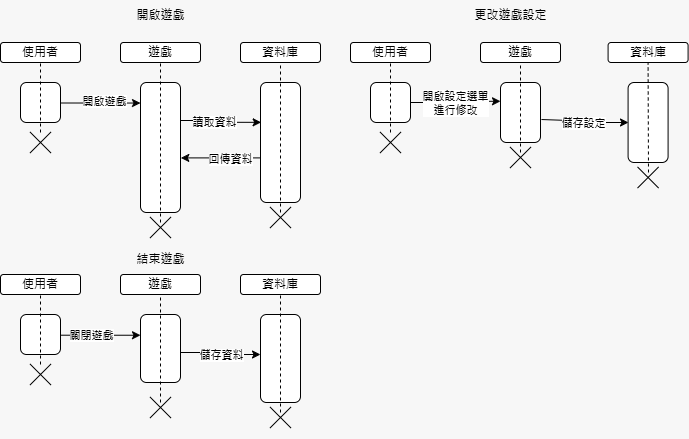 開啟遊戲
使用者
遊戲
資料庫
開啟遊戲
讀取資料
回傳資料
更改遊戲設定
使用者
遊戲
資料庫
開啟設定選單
進行修改
儲存設定
結束遊戲
使用者
遊戲
資料庫
關閉遊戲
儲存資料